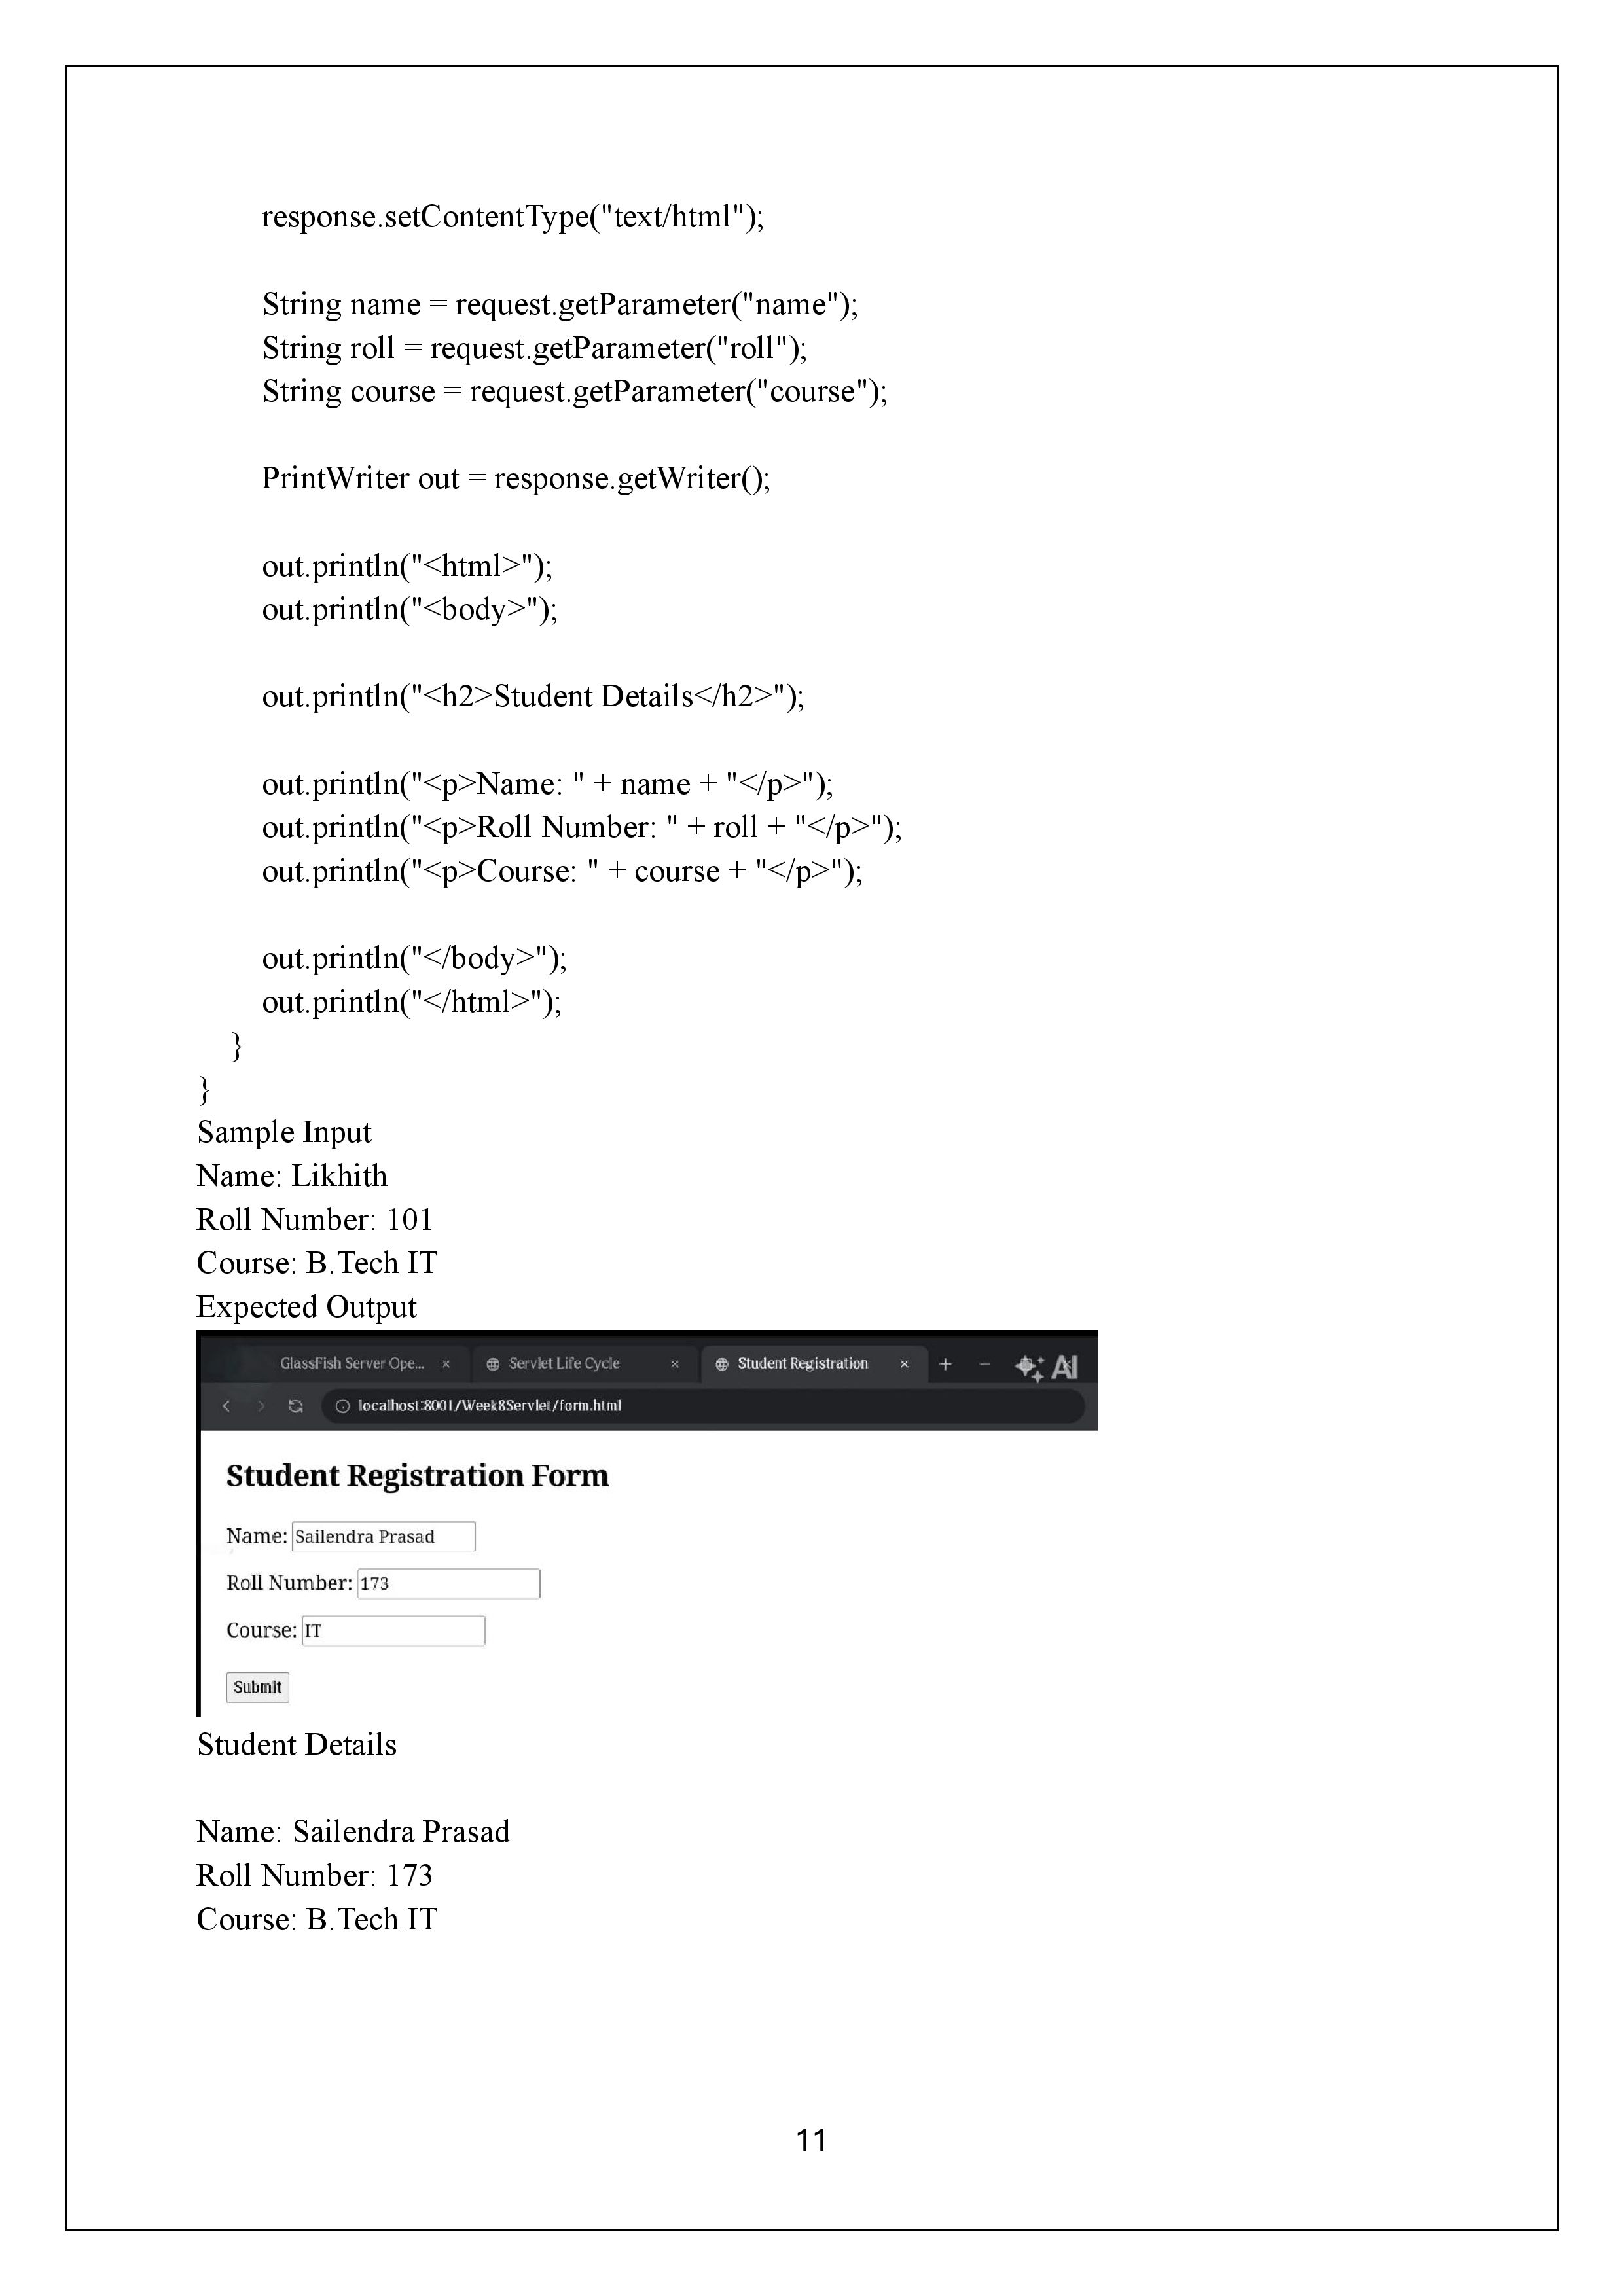 response.setContentType("text/html");
String name = request.getParameter("name");
String roll = request.getParameter("roll");
String course = request.getParameter("course");
PrintWriter out = response.getWriter();
out.println("<html>");
out.println("<body>");
out.println("<h2>Student Details</h2>");
out.println("<p>Name: " + name + "</p>");
out.println("<p>Roll Number: " + roll + "</p>");
out.println("<p>Course: " + course + "</p>");
out.println("</body>");
out.println("</html>");
}
}
Sample Input
Name: Likhith
Roll Number: 101
Course: B.Tech IT
Expected Output
GlassFish Server Ope... × Servlet Life Cycle × Student Registration × + − AI
localhost:8001/Week8Servlet/form.html
Student Registration Form
Name: Sailendra Prasad
Roll Number: 173
Course: IT
Submit
Student Details
Name: Sailendra Prasad
Roll Number: 173
Course: B.Tech IT
11